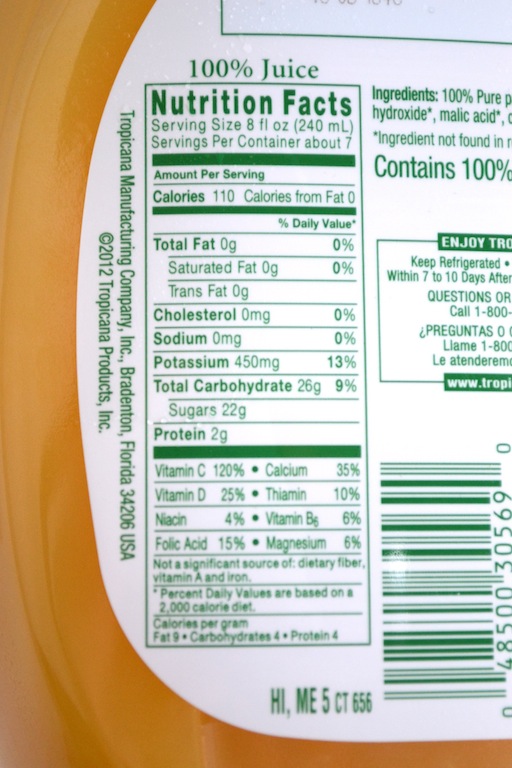 100% Juice
Nutrition Facts
Serving Size 8 fl oz (240 mL)
Servings Per Container about 7
Amount Per Serving
Calories 110 Calories from Fat 0
% Daily Value*
Total Fat 0g 0%
Saturated Fat 0g 0%
Trans Fat 0g
Cholesterol 0mg 0%
Sodium 0mg 0%
Potassium 450mg 13%
Total Carbohydrate 26g 9%
Sugars 22g
Protein 2g
Vitamin C 120% • Calcium 35%
Vitamin D 25% • Thiamin 10%
Niacin 4% • Vitamin B6 6%
Folic Acid 15% • Magnesium 6%
Not a significant source of: dietary fiber,
vitamin A and iron.
* Percent Daily Values are based on a
2,000 calorie diet.
Calories per gram
Fat 9 • Carbohydrates 4 • Protein 4
HI, ME 5 CT 656
Tropicana Manufacturing Company, Inc., Bradenton, Florida 34206 USA
©2012 Tropicana Products, Inc.
Ingredients: 100% Pure
hydroxide*, malic acid*,
*Ingredient not found in
Contains 100%
ENJOY
Keep Refrigerated •
Within 7 to 10 Days After
QUESTIONS OR
Call 1-800-
¿PREGUNTAS O
Llame 1-800
Le
www.tropi
0 48500 30569 0